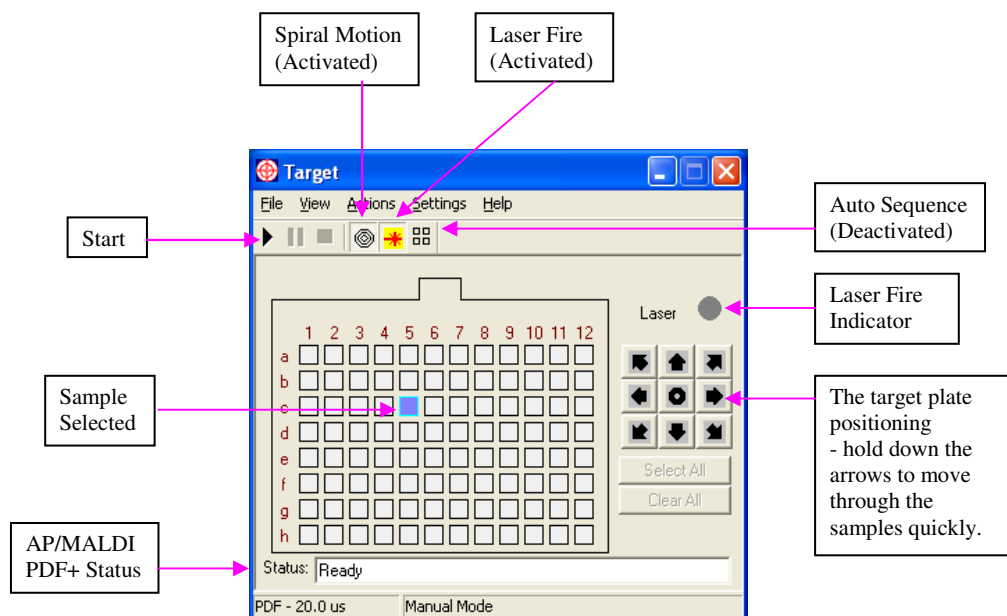 Spiral Motion
(Activated)
Laser Fire
(Activated)
Target
File View Actions Settings Help
Start
Auto Sequence
(Deactivated)
Laser
Laser Fire
Indicator
1 2 3 4 5 6 7 8 9 10 11 12
a
b
c
d
e
f
g
h
Sample
Selected
The target plate
positioning
- hold down the
arrows to move
through the
samples quickly.
Select All
Clear All
AP/MALDI
PDF+ Status
Status: Ready
PDF - 20.0 us Manual Mode